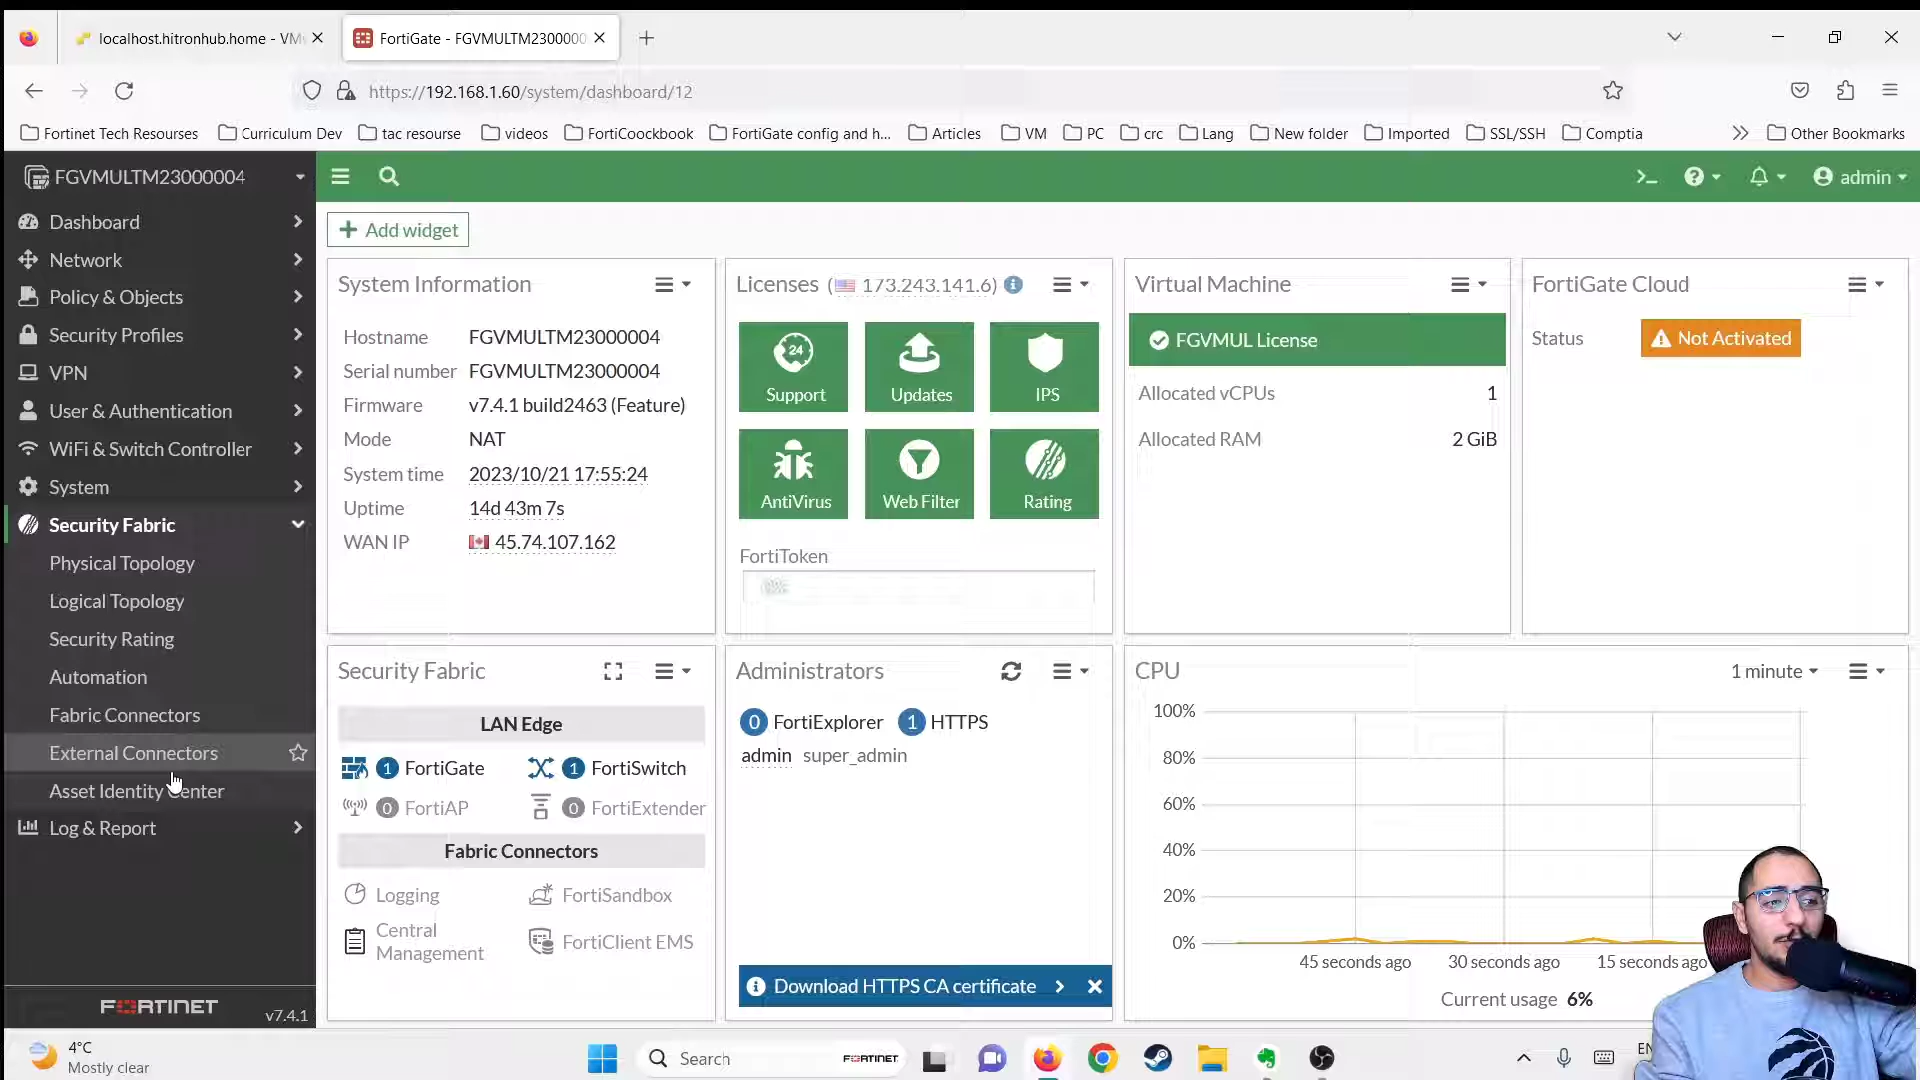 localhost.hitronhub.home - VM
FortiGate - FGVMULTM2300000
https://192.168.1.60/system/dashboard/12
Fortinet Tech Resourses
Curriculum Dev
tac resourse
videos
FortiCoockbook
FortiGate config and h...
Articles
VM
PC
crc
Lang
New folder
Imported
SSL/SSH
Comptia
Other Bookmarks
FGVMULTM23000004
admin
Dashboard
Network
Policy & Objects
Security Profiles
VPN
User & Authentication
WiFi & Switch Controller
System
Security Fabric
Physical Topology
Logical Topology
Security Rating
Automation
Fabric Connectors
External Connectors
Asset Identity Center
Log & Report
FORTINET
v7.4.1
Add widget
System Information
Hostname FGVMULTM23000004
Serial number FGVMULTM23000004
Firmware v7.4.1 build2463 (Feature)
Mode NAT
System time 2023/10/21 17:55:24
Uptime 14d 43m 7s
WAN IP 45.74.107.162
Licenses (173.243.141.6)
24
Support
Updates
IPS
AntiVirus
Web Filter
Rating
FortiToken
0%
Virtual Machine
FGVMUL License
Allocated vCPUs 1
Allocated RAM 2 GiB
FortiGate Cloud
Status Not Activated
Security Fabric
LAN Edge
1 FortiGate
1 FortiSwitch
0 FortiAP
0 FortiExtender
Fabric Connectors
Logging
FortiSandbox
Central
Management
FortiClient EMS
Administrators
0 FortiExplorer 1 HTTPS
admin super_admin
Download HTTPS CA certificate
CPU
1 minute
100%
80%
60%
40%
20%
0%
45 seconds ago
30 seconds ago
15 seconds ago
Current usage 6%
4°C
Mostly clear
Search
FORTINET